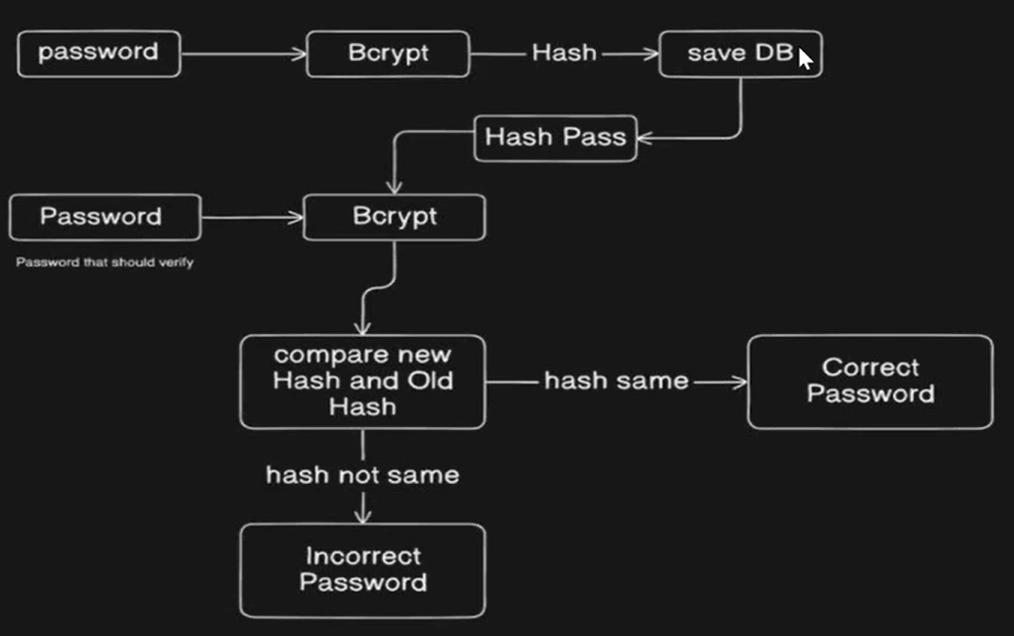 password
Bcrypt
Hash
save DB
Hash Pass
Password
Bcrypt
Password that should verify
compare new
Hash and Old
Hash
hash same
Correct
Password
hash not same
Incorrect
Password